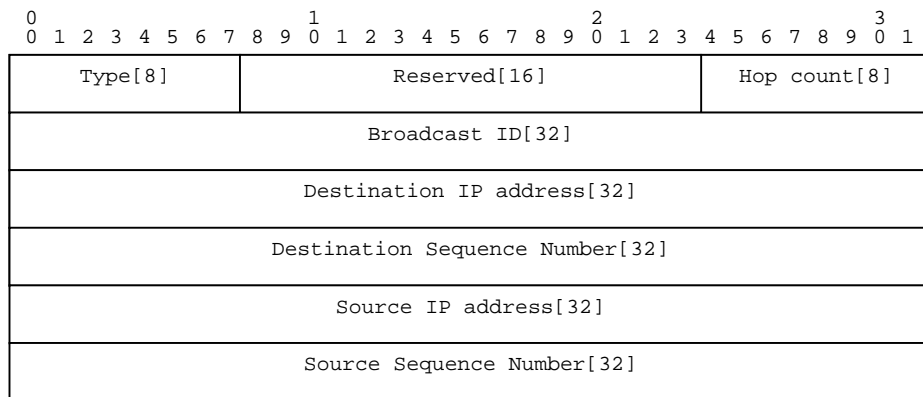 0 1 2 3
0 1 2 3 4 5 6 7 8 9 0 1 2 3 4 5 6 7 8 9 0 1 2 3 4 5 6 7 8 9 0 1
Type[8] Reserved[16] Hop count[8]
Broadcast ID[32]
Destination IP address[32]
Destination Sequence Number[32]
Source IP address[32]
Source Sequence Number[32]